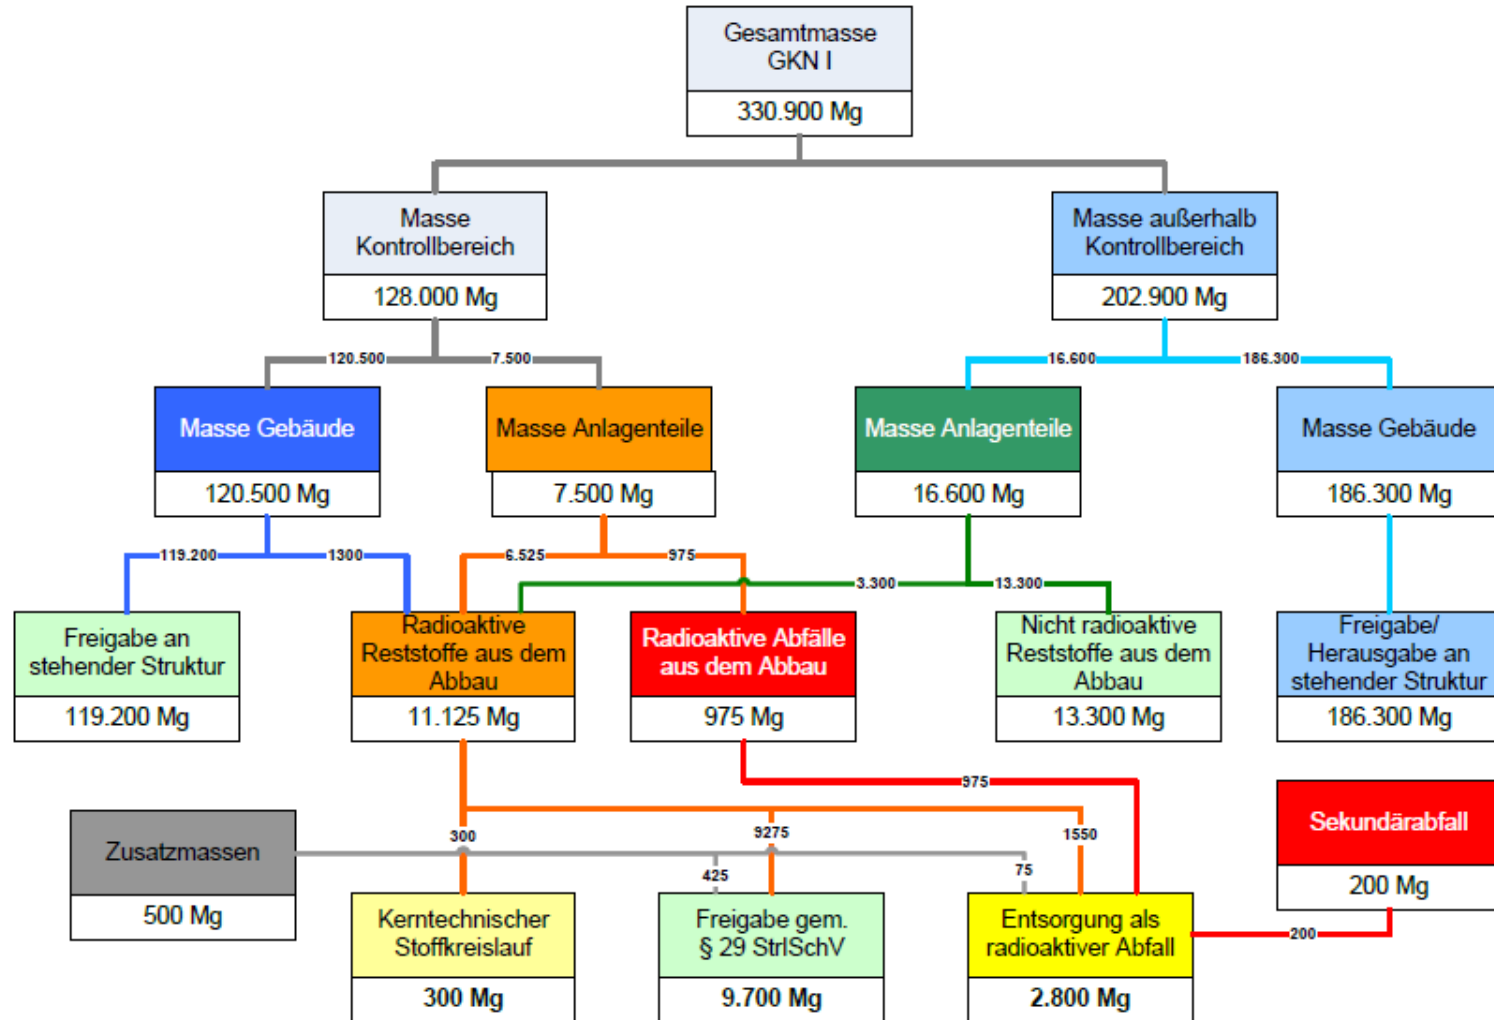 Gesamtmasse
GKN I
330.900 Mg
Masse
Kontrollbereich
128.000 Mg
Masse außerhalb
Kontrollbereich
202.900 Mg
120.500
7.500
16.600
186.300
Masse Gebäude
120.500 Mg
Masse Anlagenteile
7.500 Mg
Masse Anlagenteile
16.600 Mg
Masse Gebäude
186.300 Mg
119.200
1300
6.525
975
3.300
13.300
Freigabe an
stehender Struktur
119.200 Mg
Radioaktive
Reststoffe aus dem
Abbau
11.125 Mg
Radioaktive Abfälle
aus dem Abbau
975 Mg
Nicht radioaktive
Reststoffe aus dem
Abbau
13.300 Mg
Freigabe/
Herausgabe an
stehender Struktur
186.300 Mg
975
Zusatzmassen
500 Mg
300
9275
1550
425
75
Sekundärabfall
200 Mg
200
Kerntechnischer
Stoffkreislauf
300 Mg
Freigabe gem.
§ 29 StrlSchV
9.700 Mg
Entsorgung als
radioaktiver Abfall
2.800 Mg